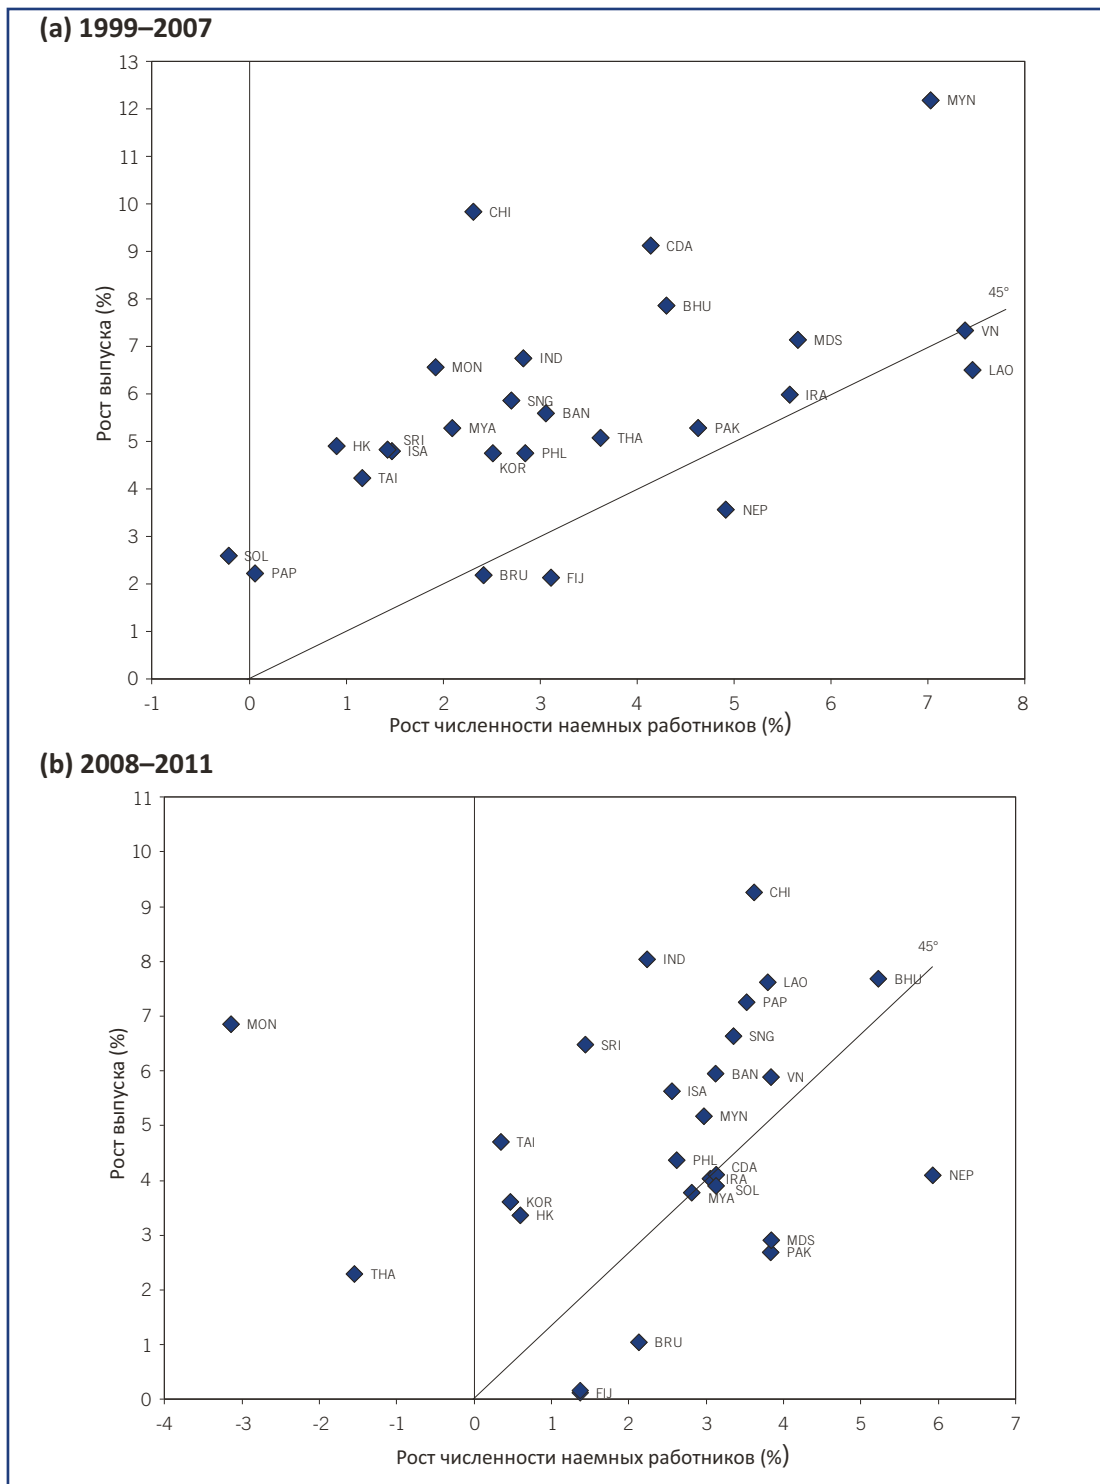 (a) 1999–2007
13
12
11
10
9
8
7
6
5
4
3
2
1
0
Рост выпуска (%)
MYN
CHI
CDA
BHU
45°
VN
MDS
LAO
IND
MON
IRA
SNG
BAN
MYA
PAK
THA
SRI
HK
ISA
PHL
KOR
TAI
NEP
SOL
PAP
BRU
FIJ
-1 0 1 2 3 4 5 6 7 8
Рост численности наемных работников (%)
(b) 2008–2011
11
10
9
8
7
6
5
4
3
2
1
0
Рост выпуска (%)
CHI
45°
IND
LAO
BHU
PAP
MON
SNG
SRI
BAN
VN
ISA
MYN
TAI
PHL
CDA
IRA
NEP
SOL
MYA
KOR
HK
MDS
PAK
THA
BRU
FIJ
-4 -3 -2 -1 0 1 2 3 4 5 6 7
Рост численности наемных работников (%)